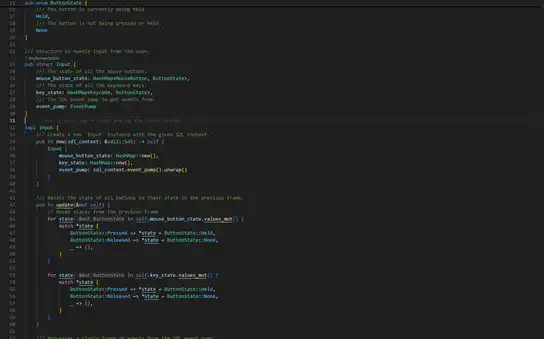 pub enum ButtonState {
/// The button is currently being held
Held,
/// The button is not being pressed or held.
None
}
/// Structure to handle input from the user.
pub struct Input {
/// The state of all the mouse buttons.
mouse_button_state: HashMap<MouseButton, ButtonState>,
/// The state of all the keyboard keys.
key_state: HashMap<Keycode, ButtonState>,
/// The SDL event pump to get events from.
event_pump: EventPump
}
impl Input {
/// Create a new `Input` instance with the given SDL context.
pub fn new(sdl_context: &sdl2::Sdl) -> Self {
Input {
mouse_button_state: HashMap::new(),
key_state: HashMap::new(),
event_pump: sdl_context.event_pump().unwrap()
}
}
/// Resets the state of all buttons to their state in the previous frame.
pub fn update(&mut self) {
// Reset states from the previous frame
for state: &mut ButtonState in self.mouse_button_state.values_mut() {
match *state {
ButtonState::Pressed => *state = ButtonState::Held,
ButtonState::Released => *state = ButtonState::None,
_ => (),
}
}
for state: &mut ButtonState in self.key_state.values_mut() {
match *state {
ButtonState::Pressed => *state = ButtonState::Held,
ButtonState::Released => *state = ButtonState::None,
_ => (),
}
}
}